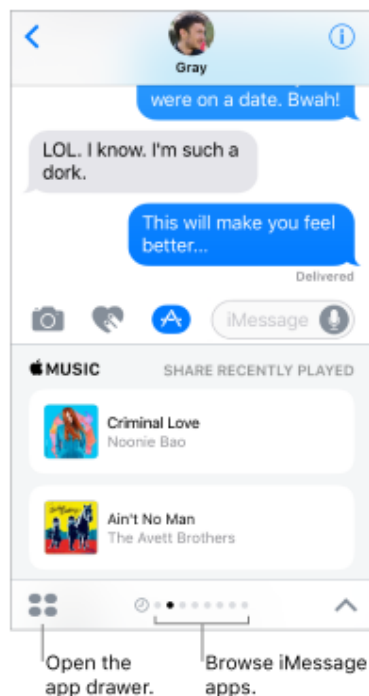 Gray
were on a date. Bwah!
LOL. I know. I'm such a
dork.
This will make you feel
better...
Delivered
iMessage
MUSIC
SHARE RECENTLY PLAYED
Criminal Love
Noonie Bao
Ain't No Man
The Avett Brothers
Open the
app drawer.
Browse iMessage
apps.